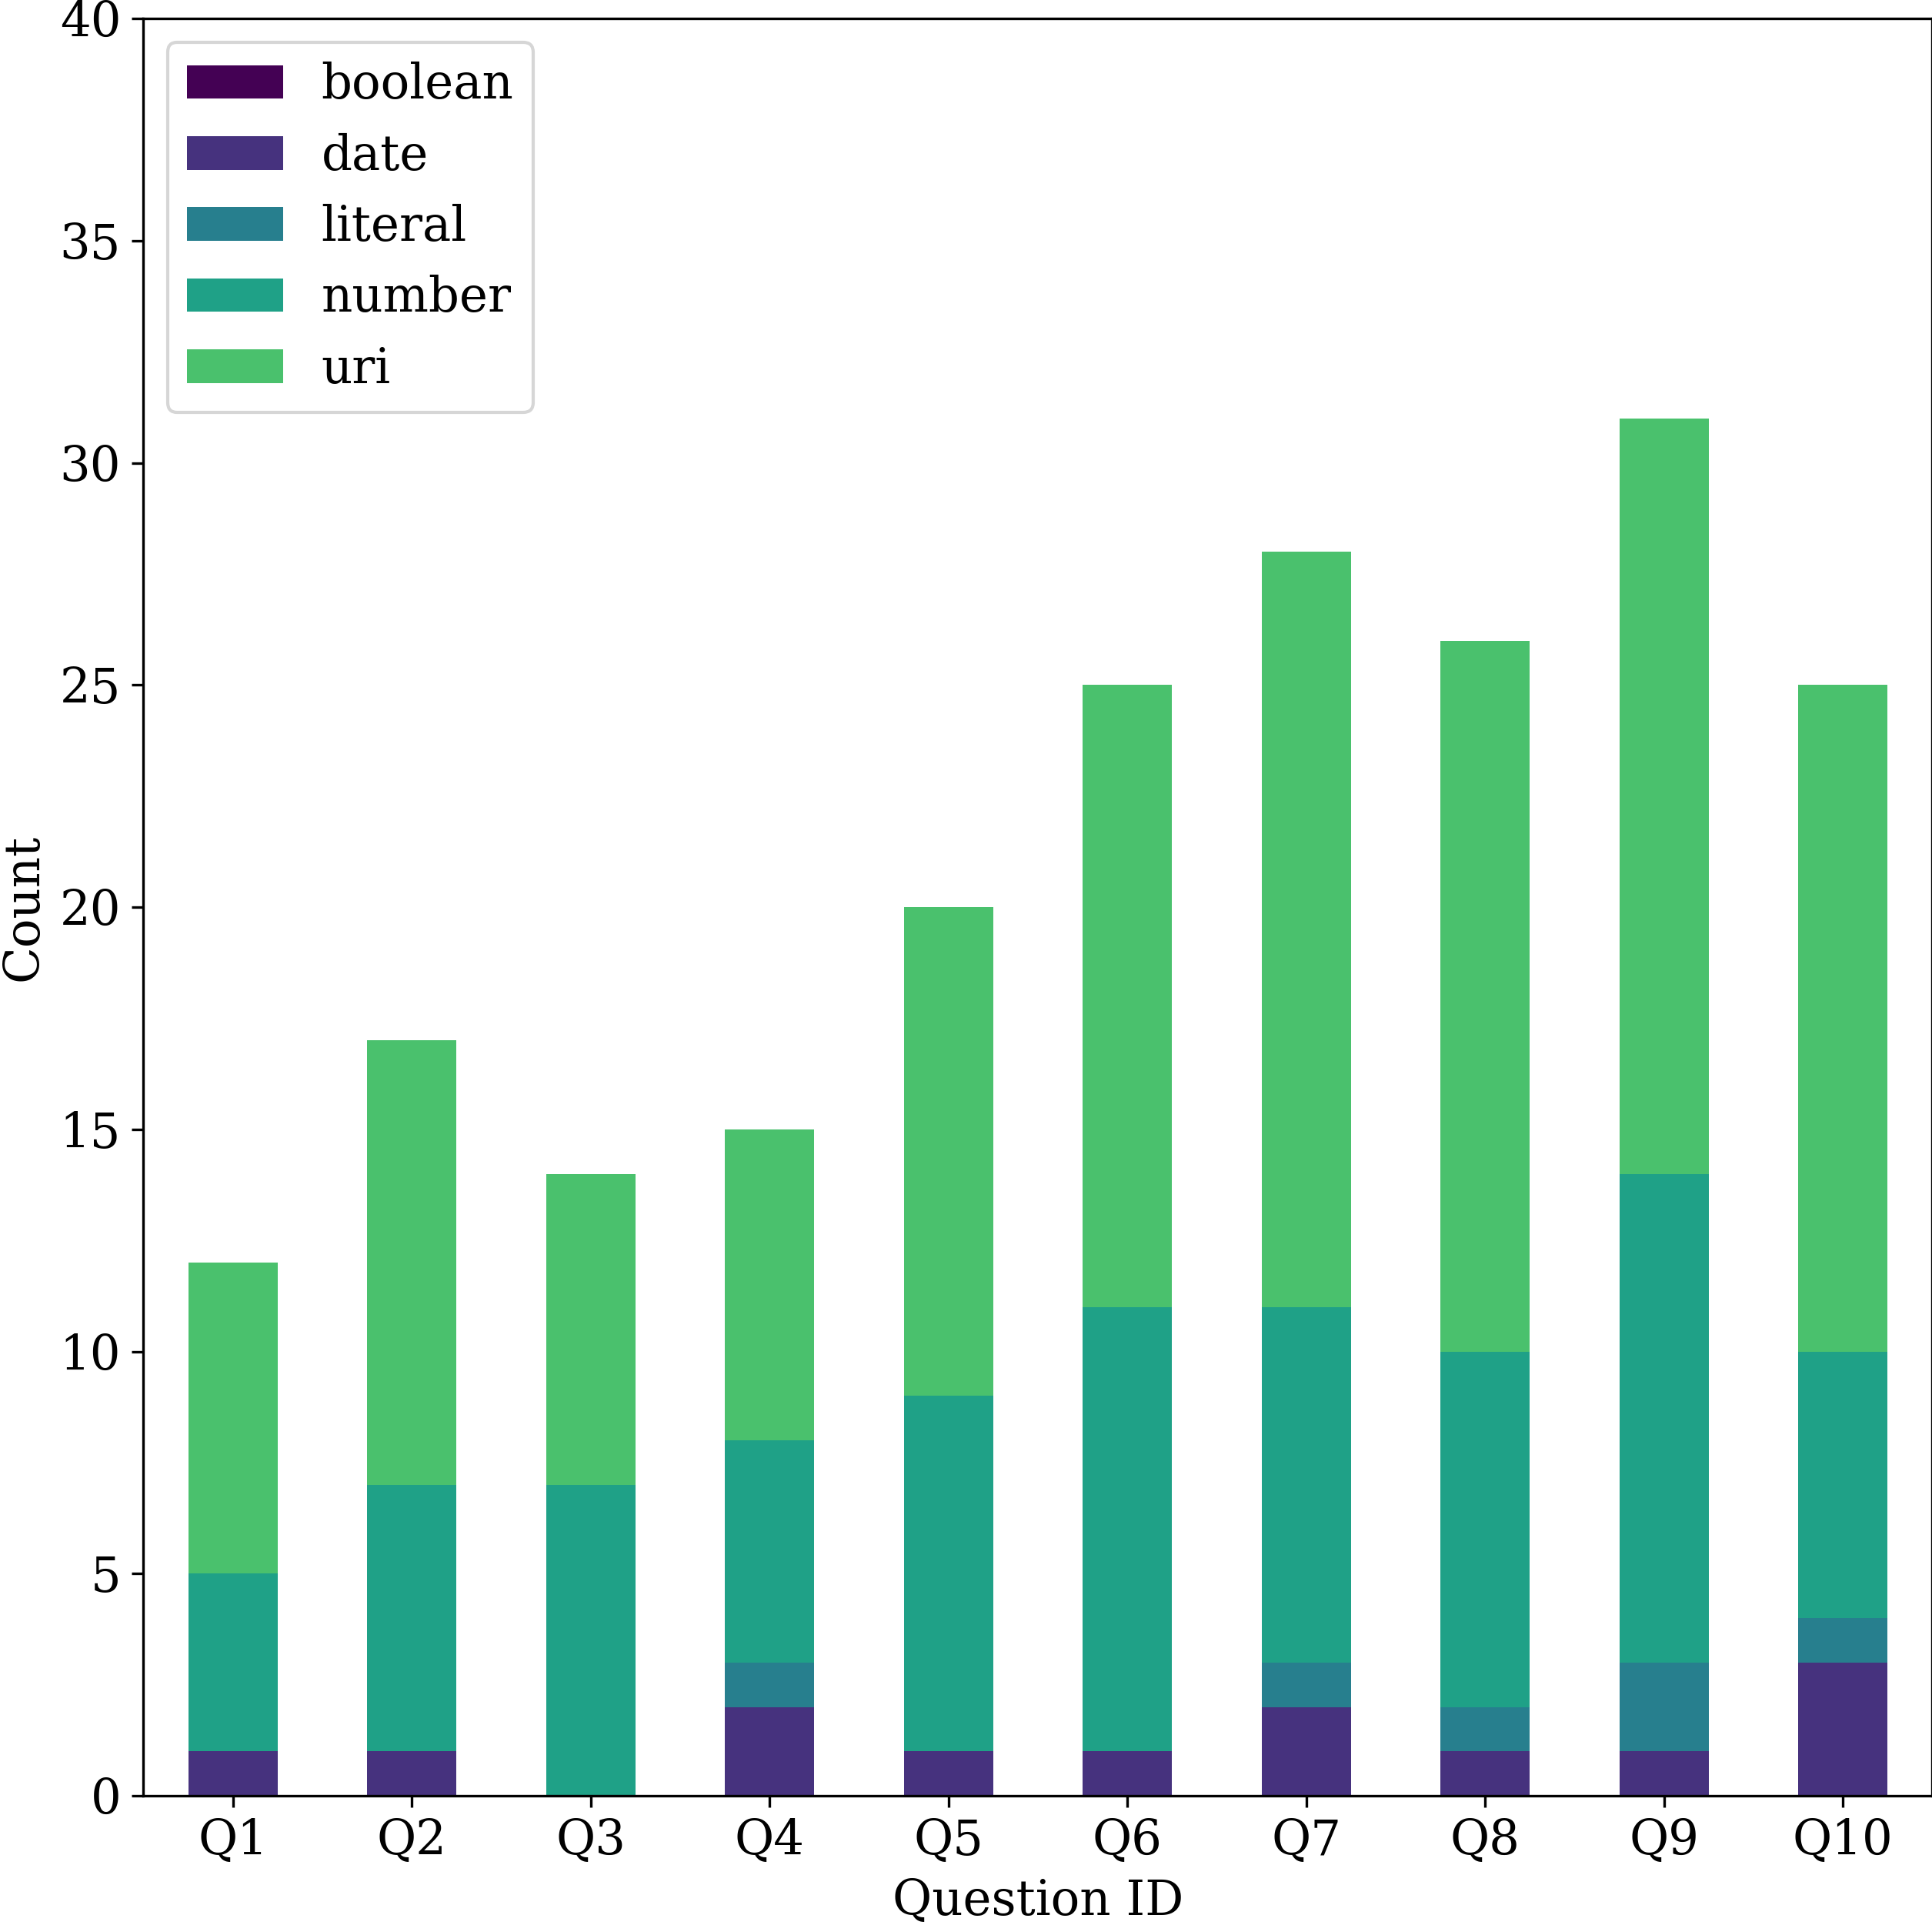 40
35
30
25
20
15
10
5
0
Count
boolean
date
literal
number
uri
Q1 Q2 Q3 Q4 Q5 Q6 Q7 Q8 Q9 Q10
Question ID